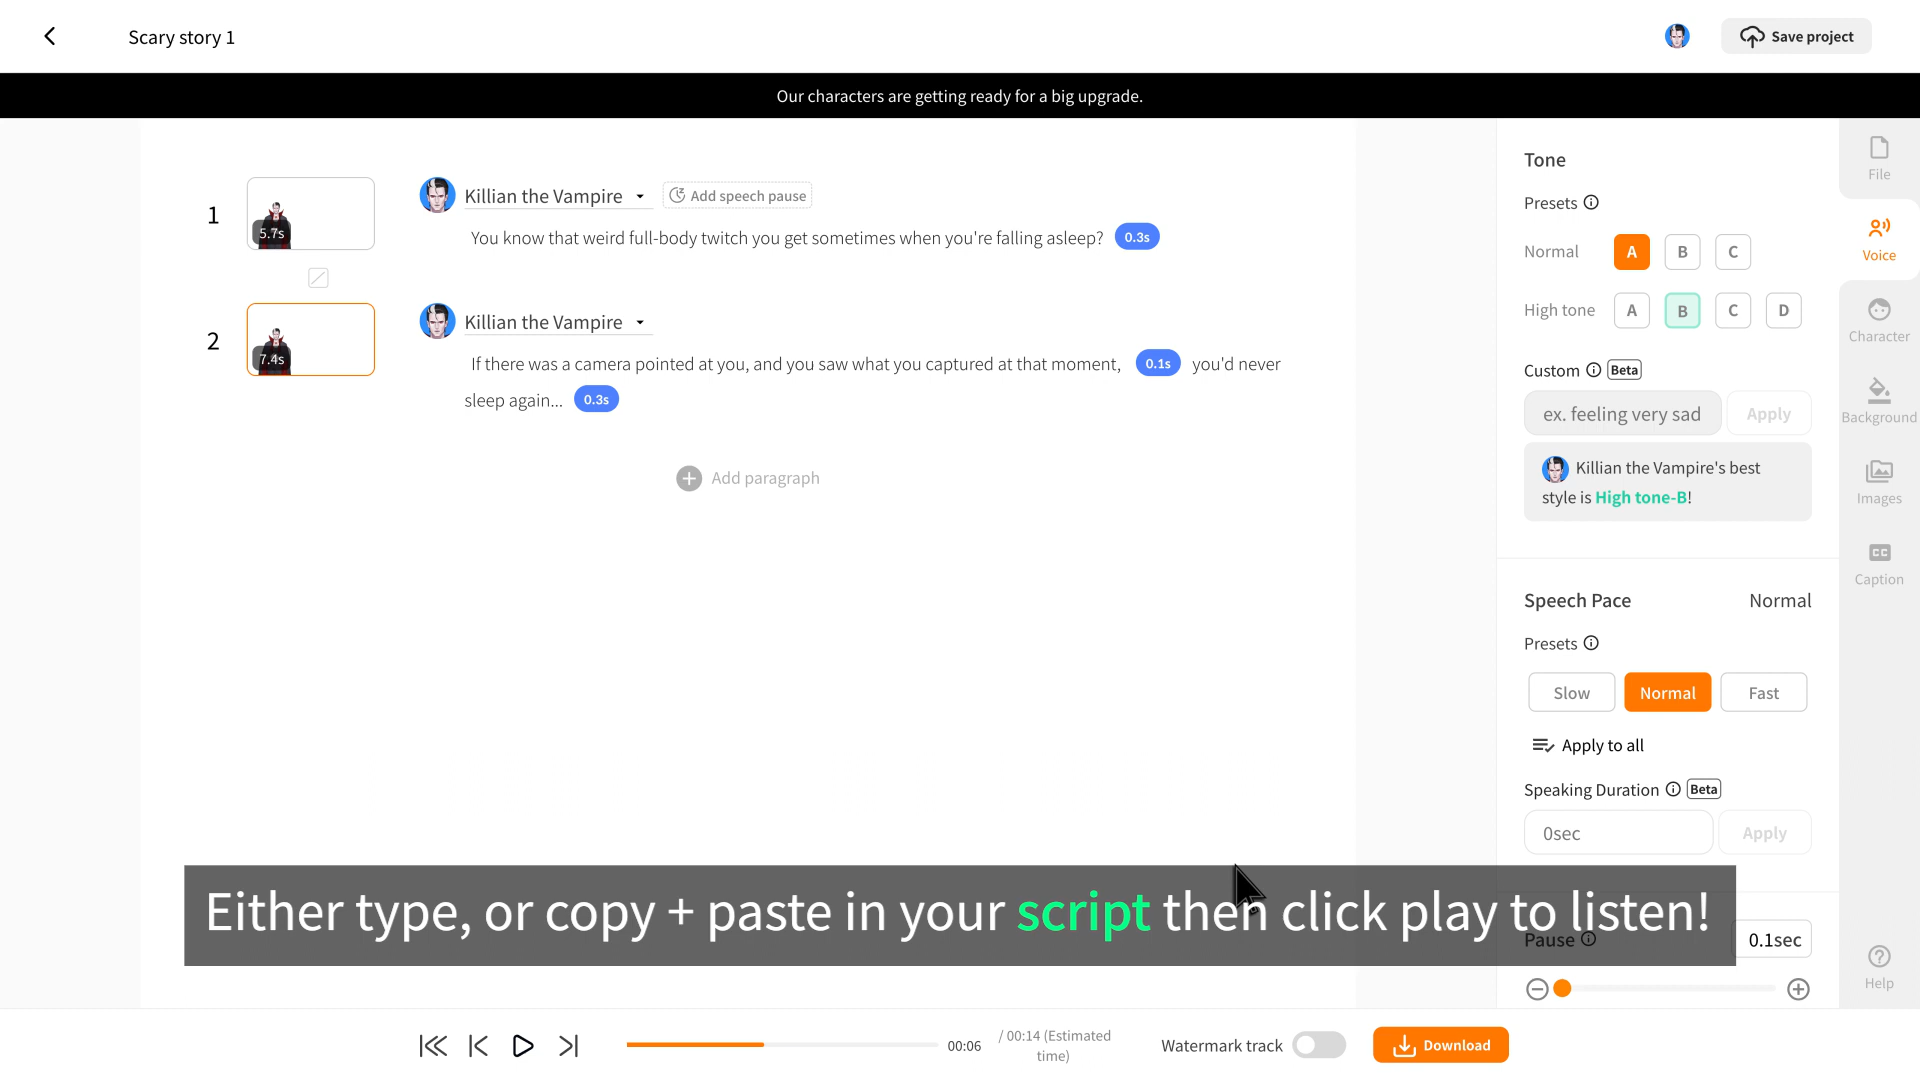 Scary story 1
Save project
Our characters are getting ready for a big upgrade.
1
5.7s
Killian the Vampire
Add speech pause
You know that weird full-body twitch you get sometimes when you're falling asleep? 0.3s
2
7.4s
Killian the Vampire
If there was a camera pointed at you, and you saw what you captured at that moment, 0.1s you'd never
sleep again... 0.3s
Add paragraph
Tone
Presets
Normal A B C
High tone A B C D
Custom Beta
ex. feeling very sad Apply
Killian the Vampire's best
style is High tone-B!
Speech Pace Normal
Presets
Slow Normal Fast
Apply to all
Speaking Duration Beta
0sec Apply
Pause 0.1sec
File
Voice
Character
Background
Images
CC
Caption
Help
Either type, or copy + paste in your script then click play to listen!
00:06
/ 00:14 (Estimated
time)
Watermark track
Download